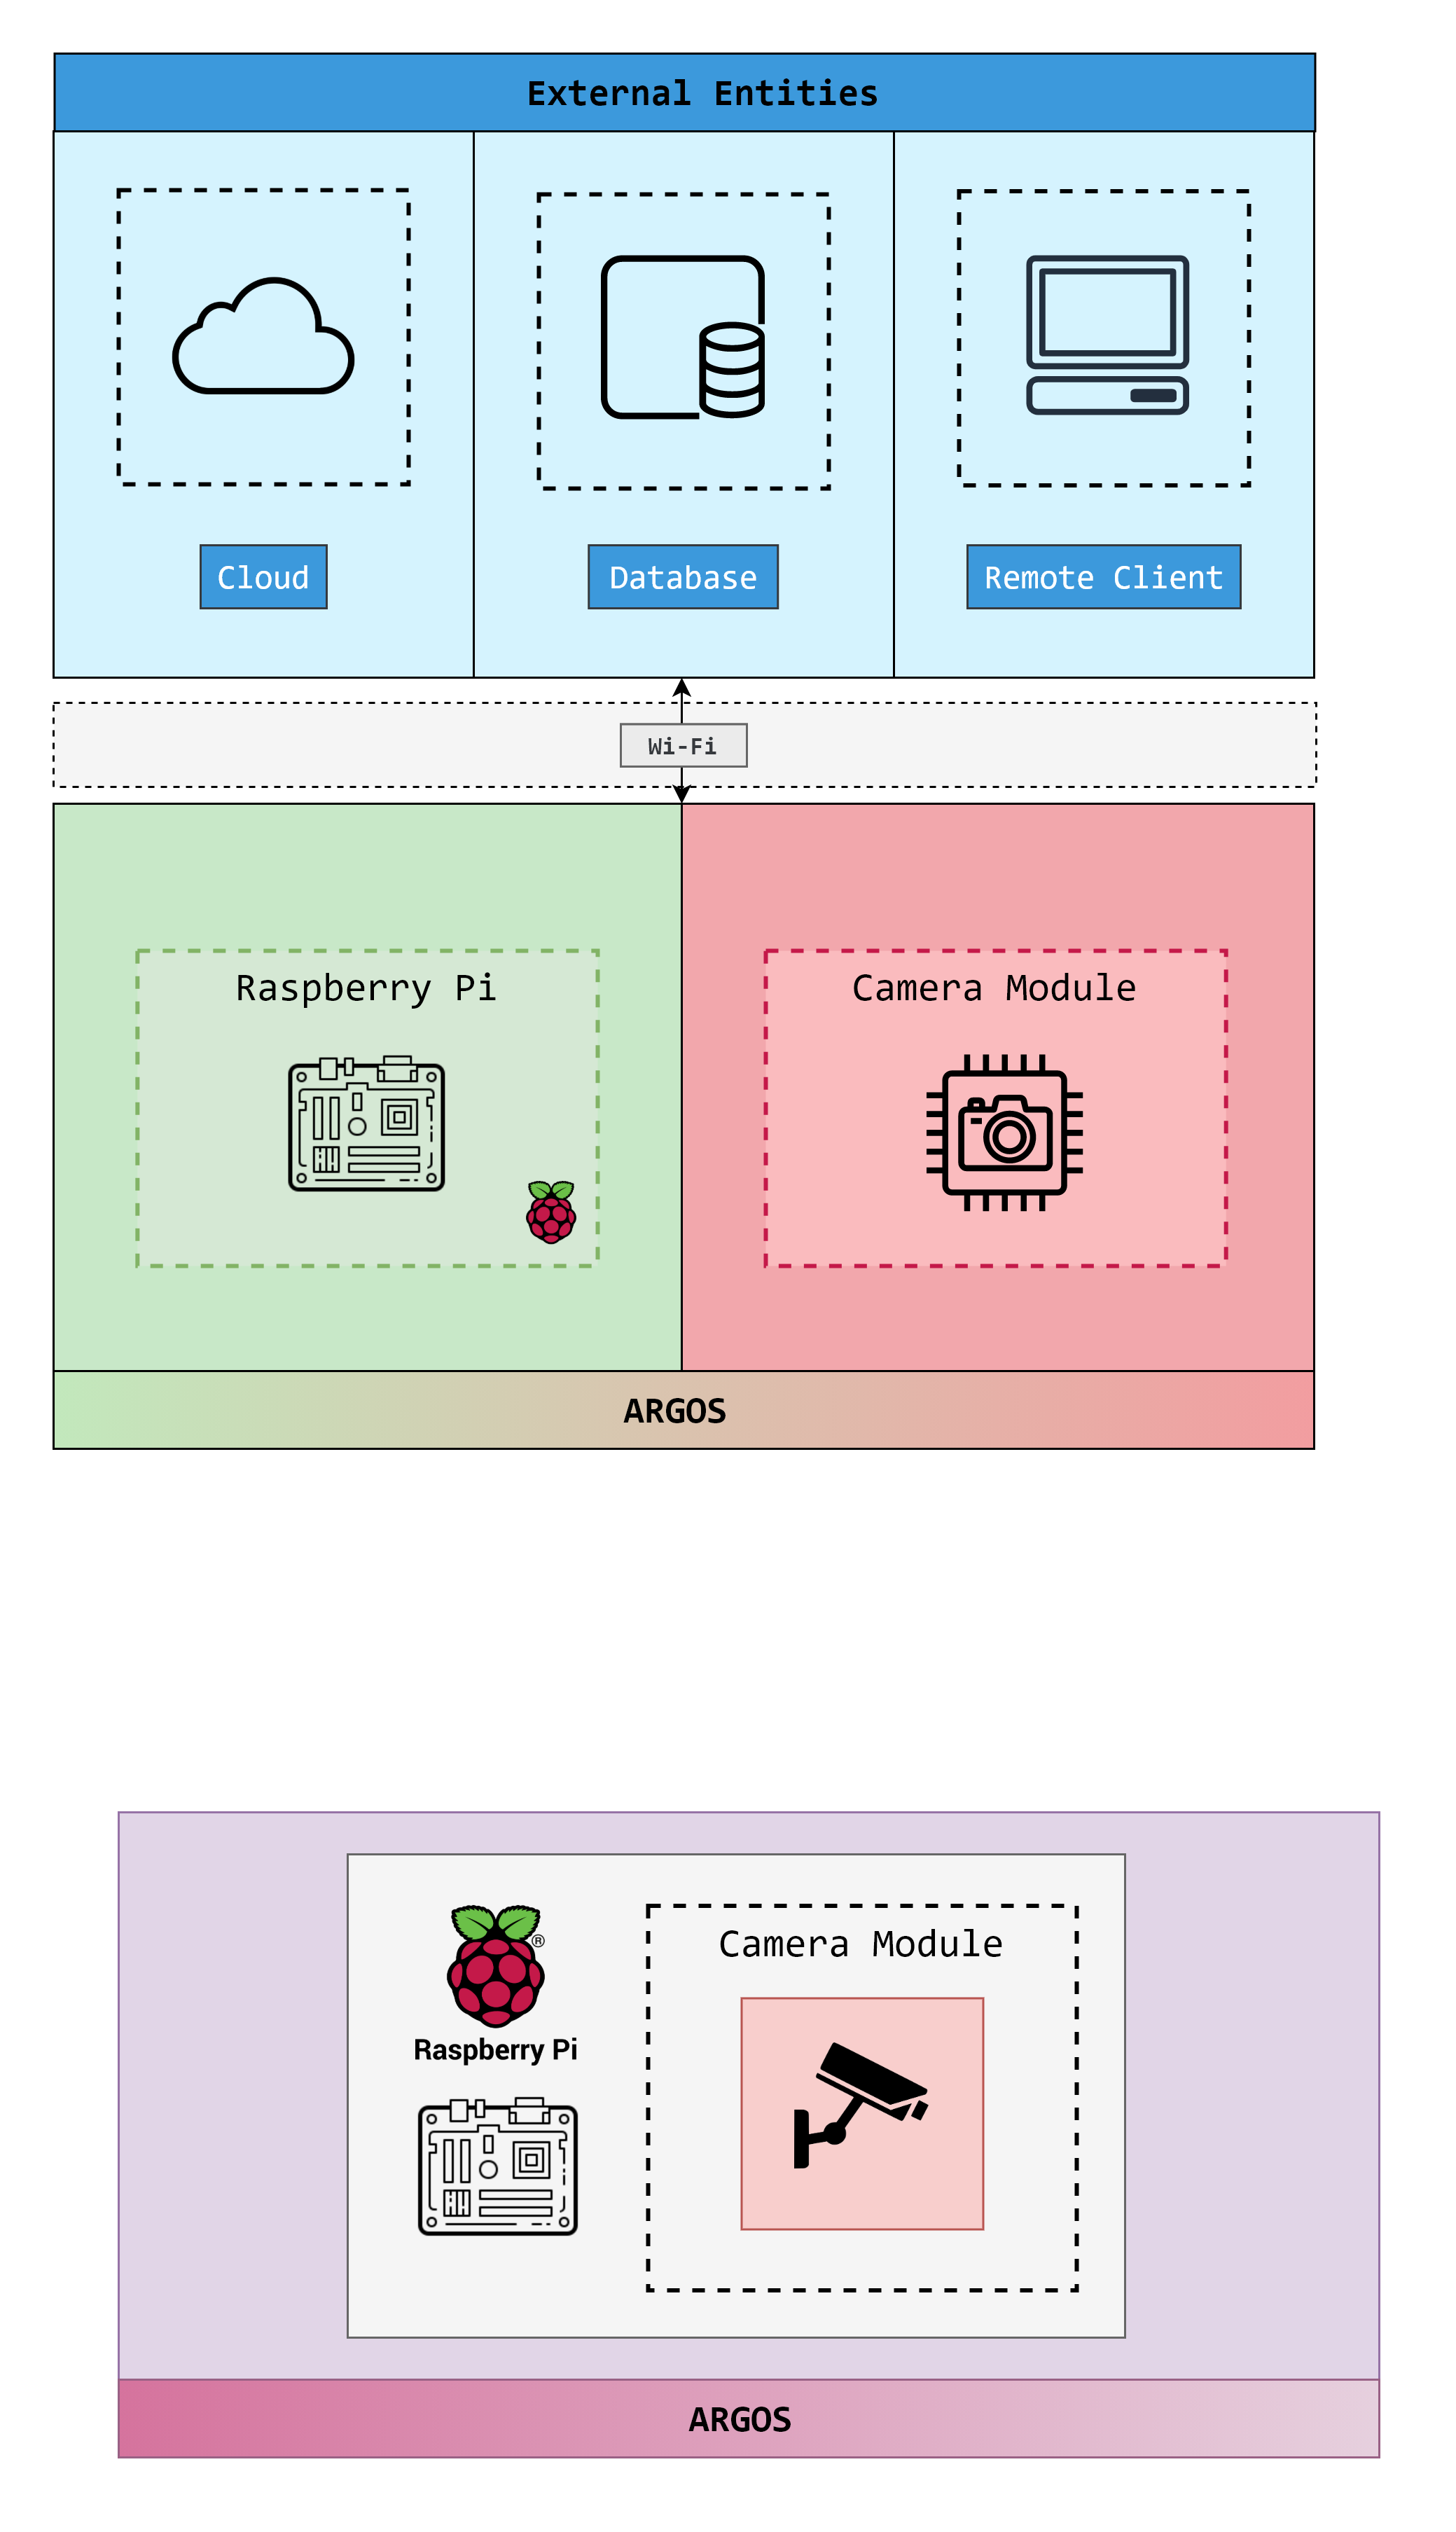 External Entities
Cloud
Database
Remote Client
Wi-Fi
Raspberry Pi
Camera Module
ARGOS
®
Raspberry Pi
Camera Module
ARGOS